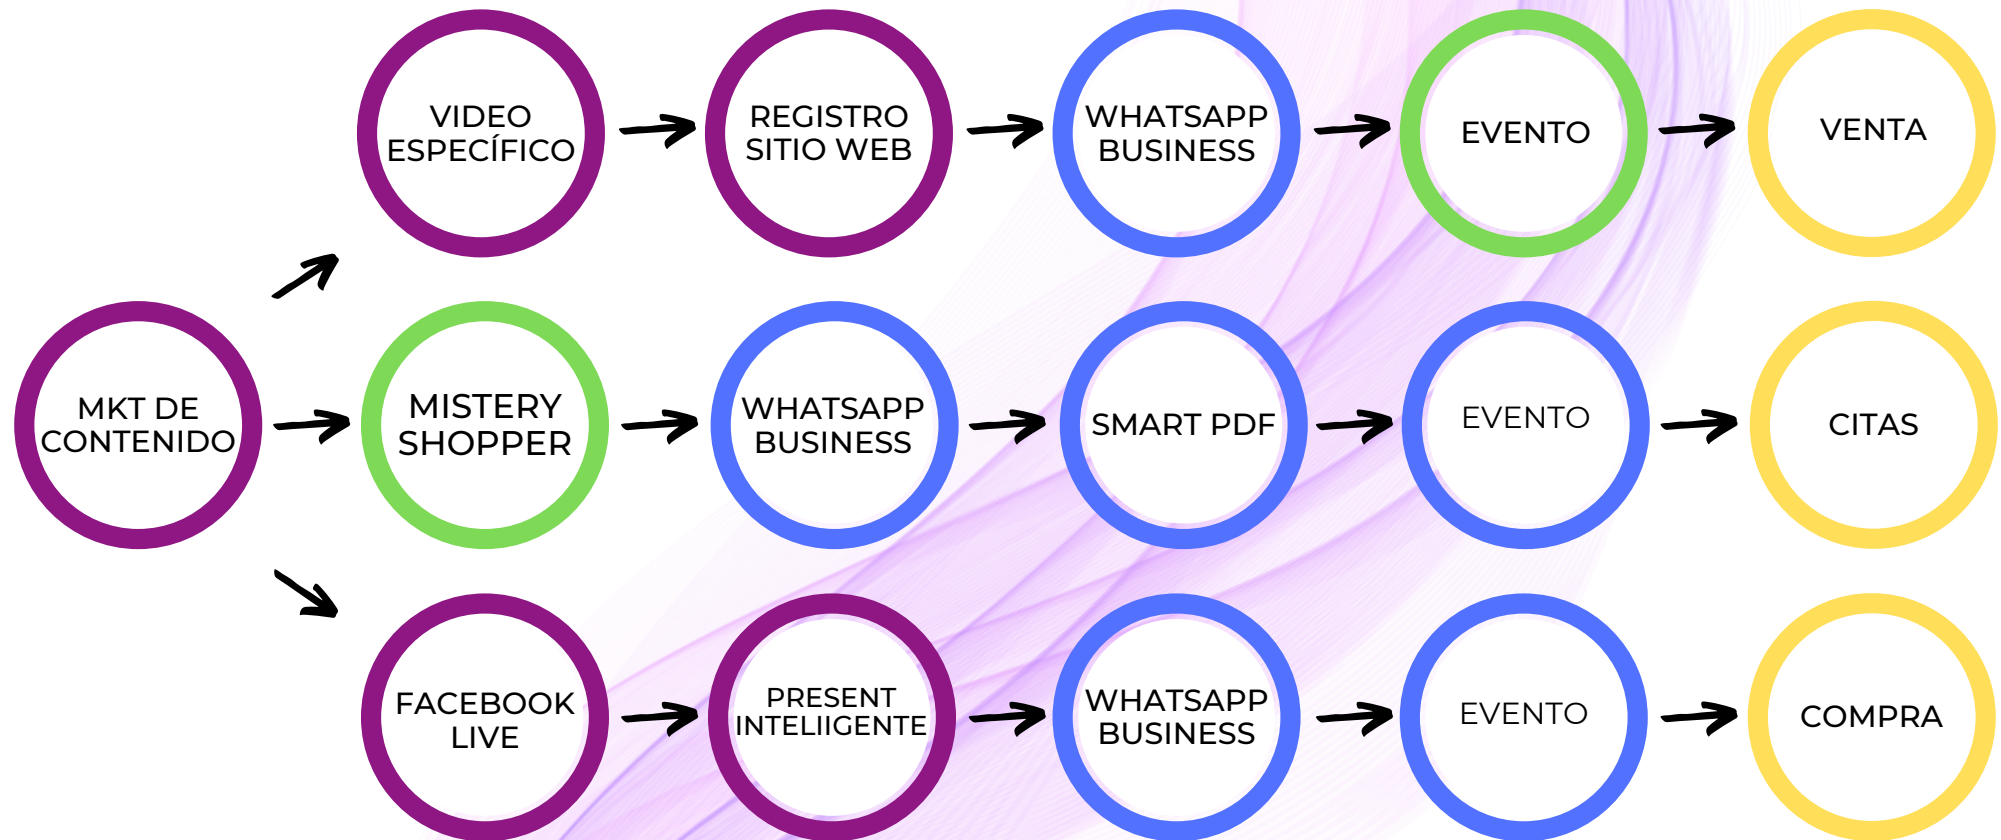 VIDEO
ESPECÍFICO
REGISTRO
SITIO WEB
WHATSAPP
BUSINESS
EVENTO
VENTA
MKT DE
CONTENIDO
MISTERY
SHOPPER
WHATSAPP
BUSINESS
SMART PDF
EVENTO
CITAS
FACEBOOK
LIVE
PRESENT
INTELIIGENTE
WHATSAPP
BUSINESS
EVENTO
COMPRA